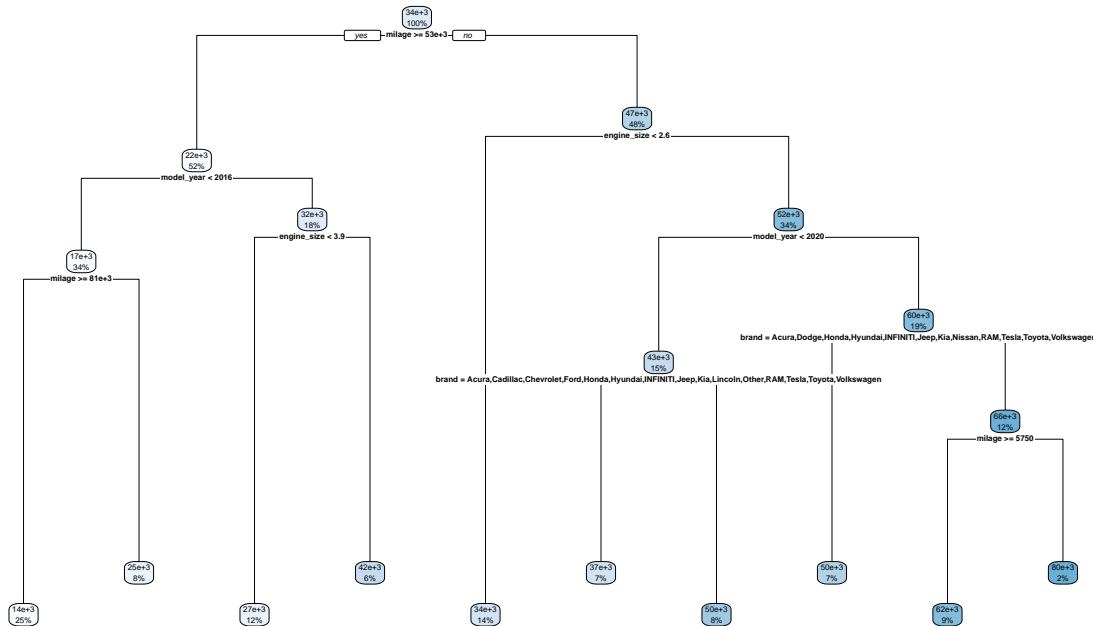 34e+3
100%
yes milage >= 53e+3 no
47e+3
48%
engine_size < 2.6
22e+3
52%
model_year < 2016
32e+3
18%
engine_size < 3.9
52e+3
34%
model_year < 2020
17e+3
34%
milage >= 81e+3
60e+3
19%
brand = Acura,Dodge,Honda,Hyundai,INFINITI,Jeep,Kia,Nissan,RAM,Tesla,Toyota,Volkswagen
43e+3
15%
brand = Acura,Cadillac,Chevrolet,Ford,Honda,Hyundai,INFINITI,Jeep,Kia,Lincoln,Other,RAM,Tesla,Toyota,Volkswagen
66e+3
12%
milage >= 5750
25e+3
8%
42e+3
6%
37e+3
7%
50e+3
7%
80e+3
2%
14e+3
25%
27e+3
12%
34e+3
14%
50e+3
8%
62e+3
9%